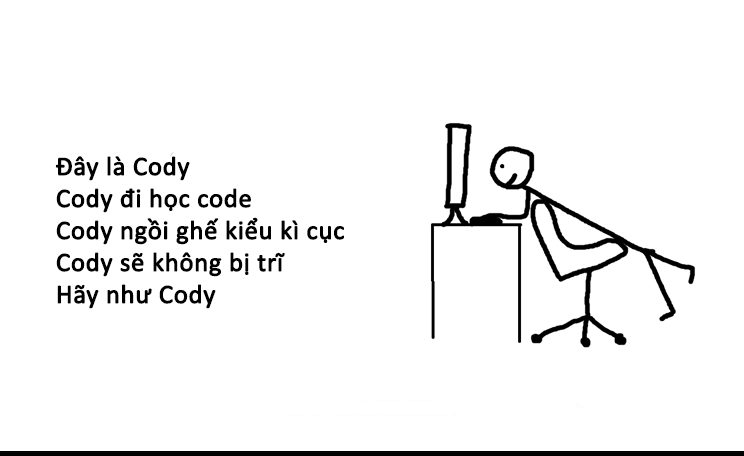 Đây là Cody
Cody đi học code
Cody ngồi ghế kiểu kì cục
Cody sẽ không bị trĩ
Hãy như Cody